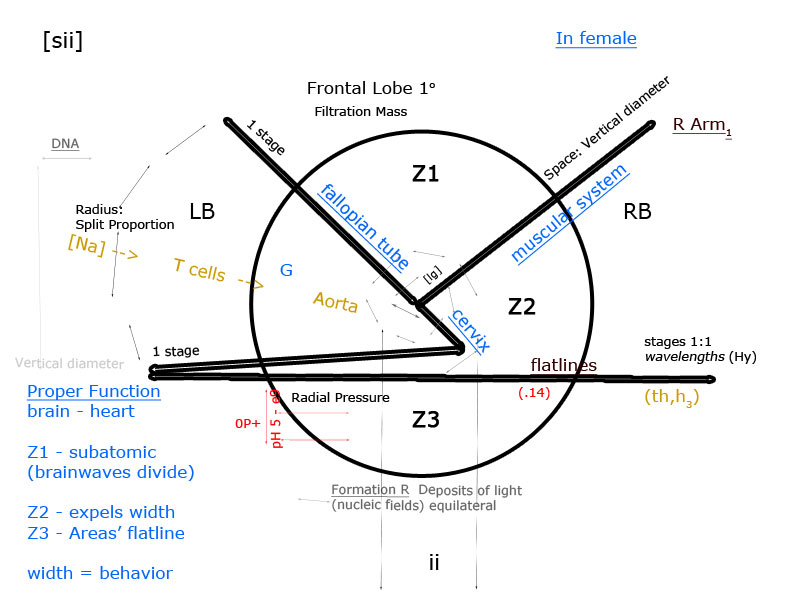 [sii]
In female
Frontal Lobe 1°
Filtration Mass
Space: Vertical diameter
R Arm1
1 stage
DNA
Z1
muscular system
fallopian tube
LB
RB
Radius:
Split Proportion
[Na] -->
T cells -->
G
[Ig]
Aorta
Z2
cervix
stages 1:1
wavelengths (Hy)
1 stage
Vertical diameter
flatlines
Proper Function
brain - heart
Radial Pressure
(.14)
(th,h3)
0P+
pH 5 - e9
Z3
Z1 - subatomic
(brainwaves divide)
Formation R Deposits of light
(nucleic fields) equilateral
Z2 - expels width
Z3 - Areas’ flatline
ii
width = behavior